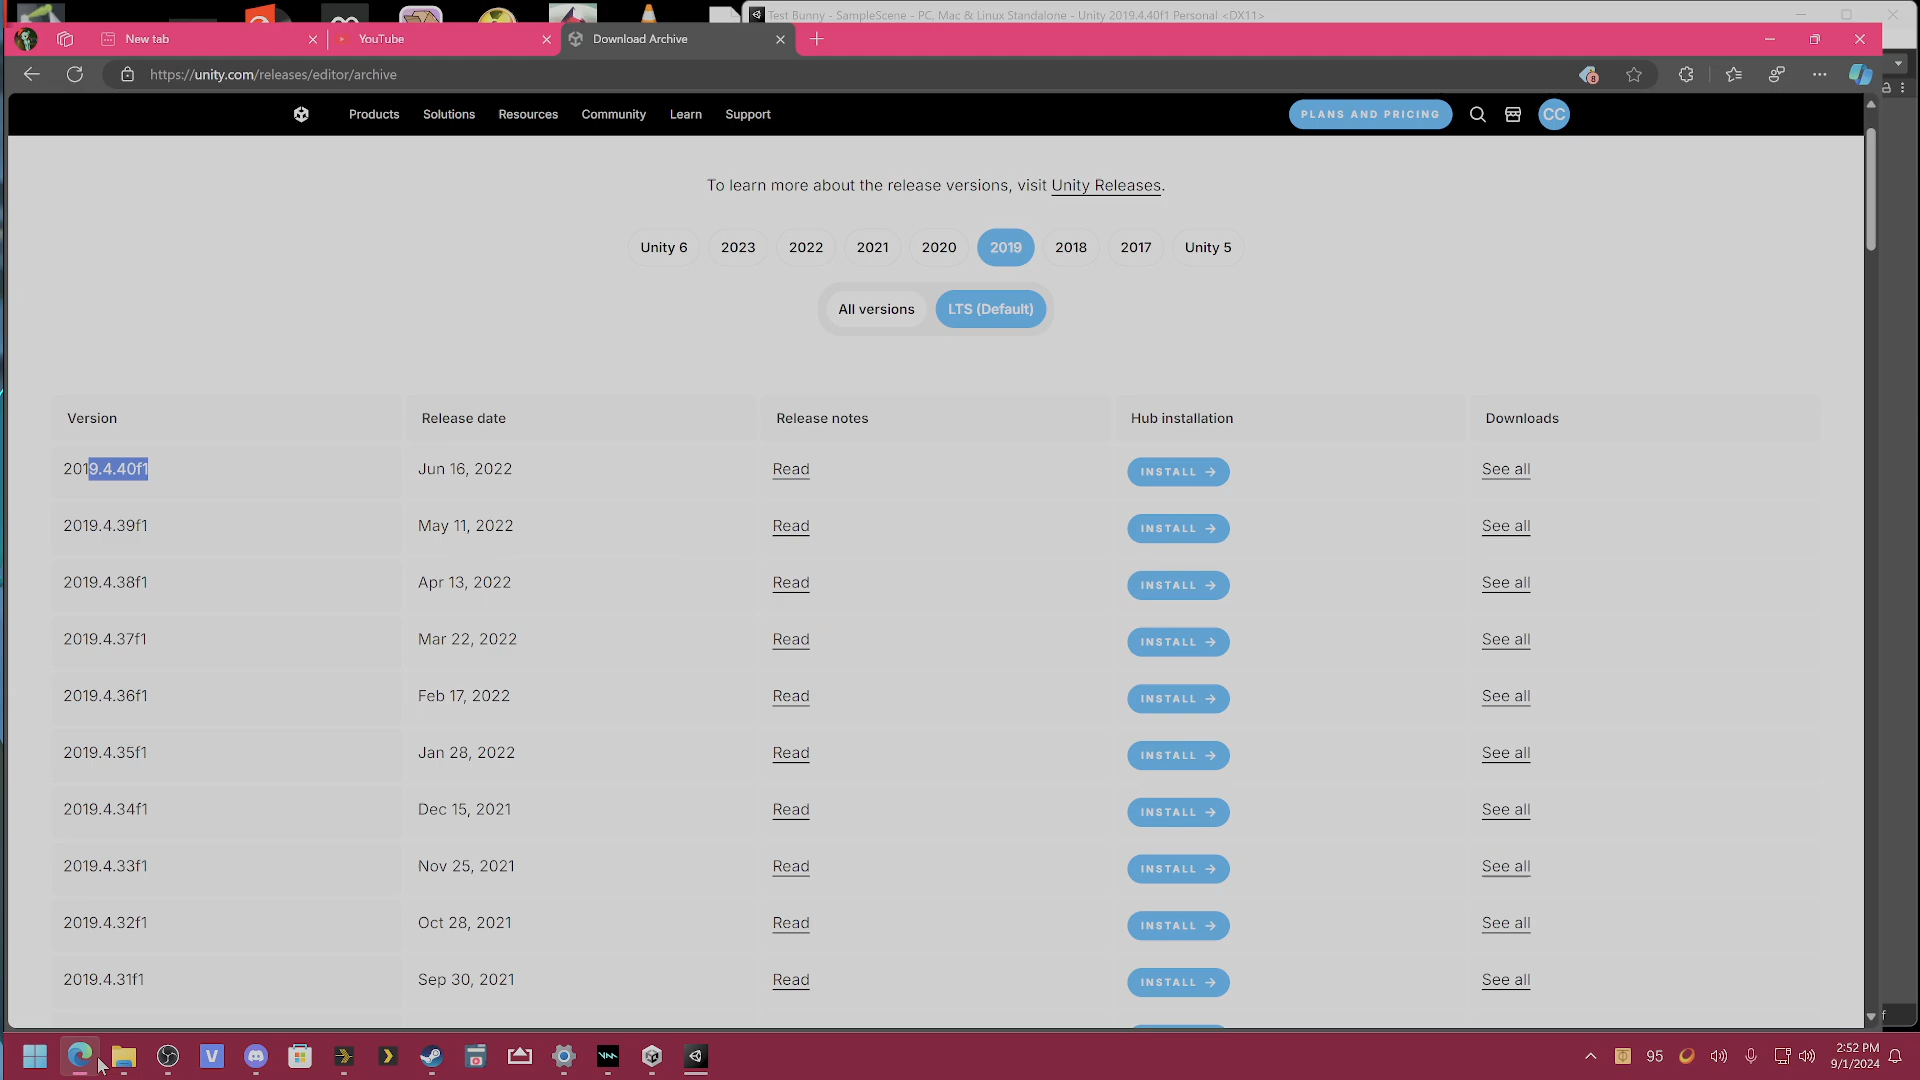 Test Bunny - SampleScene - PC, Mac & Linux Standalone - Unity 2019.4.40f1 Personal <DX11>
New tab
YouTube
Download Archive
https://unity.com/releases/editor/archive
8
Products Solutions Resources Community Learn Support
PLANS AND PRICING
CC
To learn more about the release versions, visit Unity Releases.
Unity 6 2023 2022 2021 2020 2019 2018 2017 Unity 5
All versions LTS (Default)
Version Release date Release notes Hub installation Downloads
2019.4.40f1 Jun 16, 2022 Read INSTALL → See all
2019.4.39f1 May 11, 2022 Read INSTALL → See all
2019.4.38f1 Apr 13, 2022 Read INSTALL → See all
2019.4.37f1 Mar 22, 2022 Read INSTALL → See all
2019.4.36f1 Feb 17, 2022 Read INSTALL → See all
2019.4.35f1 Jan 28, 2022 Read INSTALL → See all
2019.4.34f1 Dec 15, 2021 Read INSTALL → See all
2019.4.33f1 Nov 25, 2021 Read INSTALL → See all
2019.4.32f1 Oct 28, 2021 Read INSTALL → See all
2019.4.31f1 Sep 30, 2021 Read INSTALL → See all
V
95
2:52 PM
9/1/2024